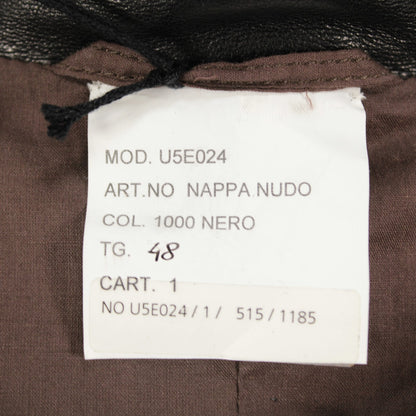 MOD. U5E024
ART.NO NAPPA NUDO
COL. 1000 NERO
TG. 48
CART. 1
NO U5E024 / 1 / 515 / 1185